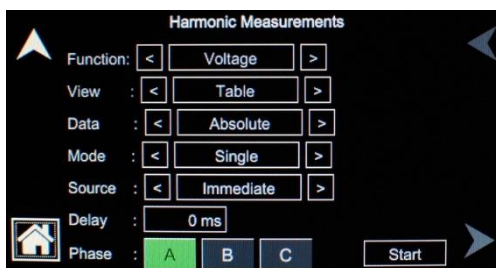 Harmonic Measurements
Function: < Voltage >
View : < Table >
Data : < Absolute >
Mode : < Single >
Source : < Immediate >
Delay : 0 ms
Phase : A B C Start